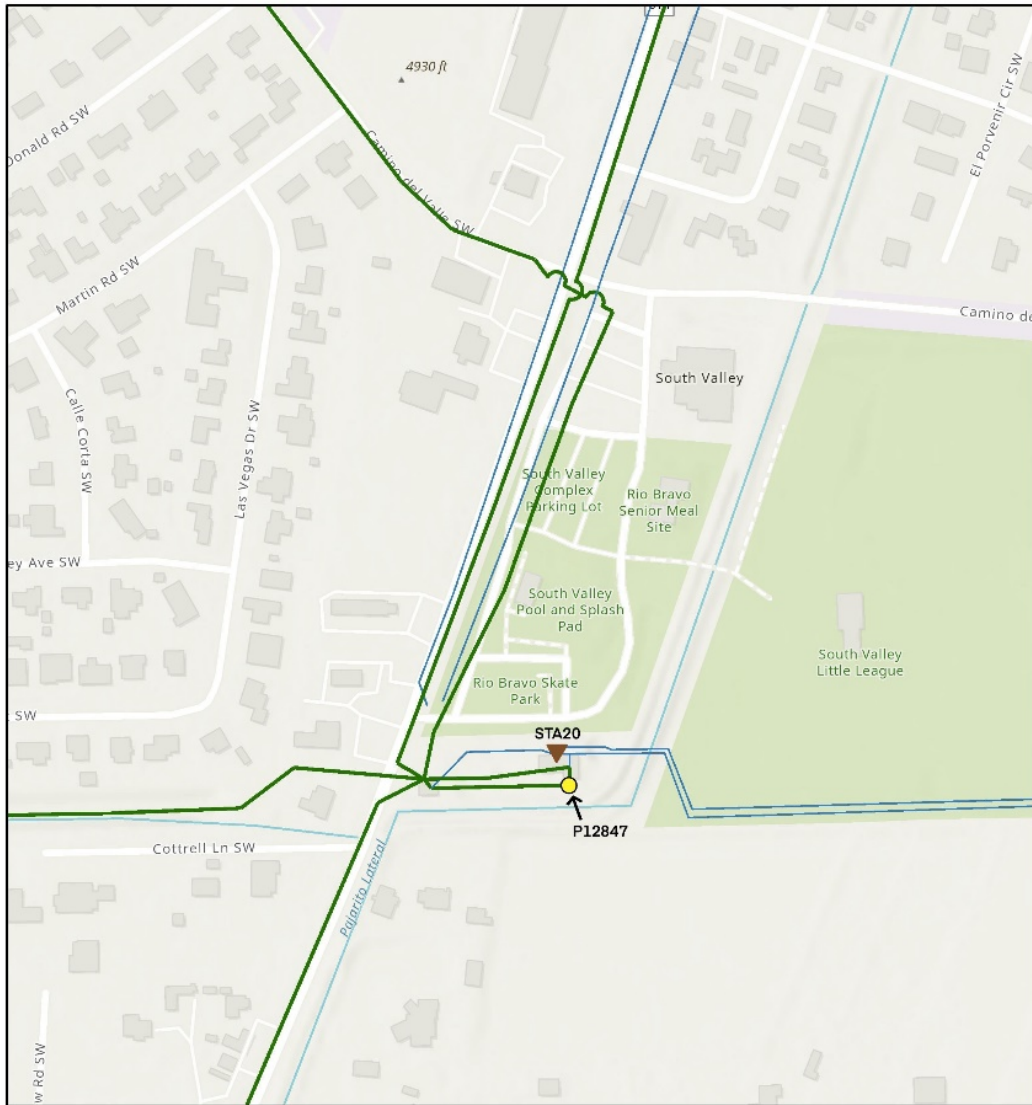 4930 ft
Donald Rd SW
El Porvenir Cir SW
Camino del Valle SW
Martin Rd SW
Camino de
South Valley
Calle Corta SW
Las Vegas Dr SW
South Valley
Complex
Parking Lot
Rio Bravo
Senior Meal
Site
ey Ave SW
South Valley
Pool and Splash
Pad
South Valley
Little League
Rio Bravo Skate
Park
SW
STA20
P12847
Cottrell Ln SW
Pajarito Lateral
w Rd SW